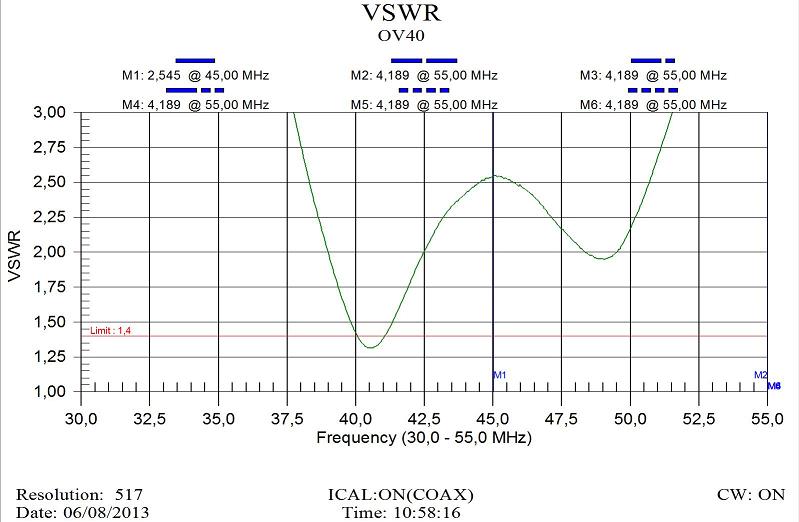 VSWR
OV40
M1: 2,545 @ 45,00 MHz
M2: 4,189 @ 55,00 MHz
M3: 4,189 @ 55,00 MHz
M4: 4,189 @ 55,00 MHz
M5: 4,189 @ 55,00 MHz
M6: 4,189 @ 55,00 MHz
3,00
2,75
2,50
2,25
2,00
1,75
1,50
1,25
1,00
VSWR
Limit : 1,4
M1
M2
30,0 32,5 35,0 37,5 40,0 42,5 45,0 47,5 50,0 52,5 55,0
Frequency (30,0 - 55,0 MHz)
Resolution: 517
ICAL:ON(COAX)
CW: ON
Date: 06/08/2013
Time: 10:58:16